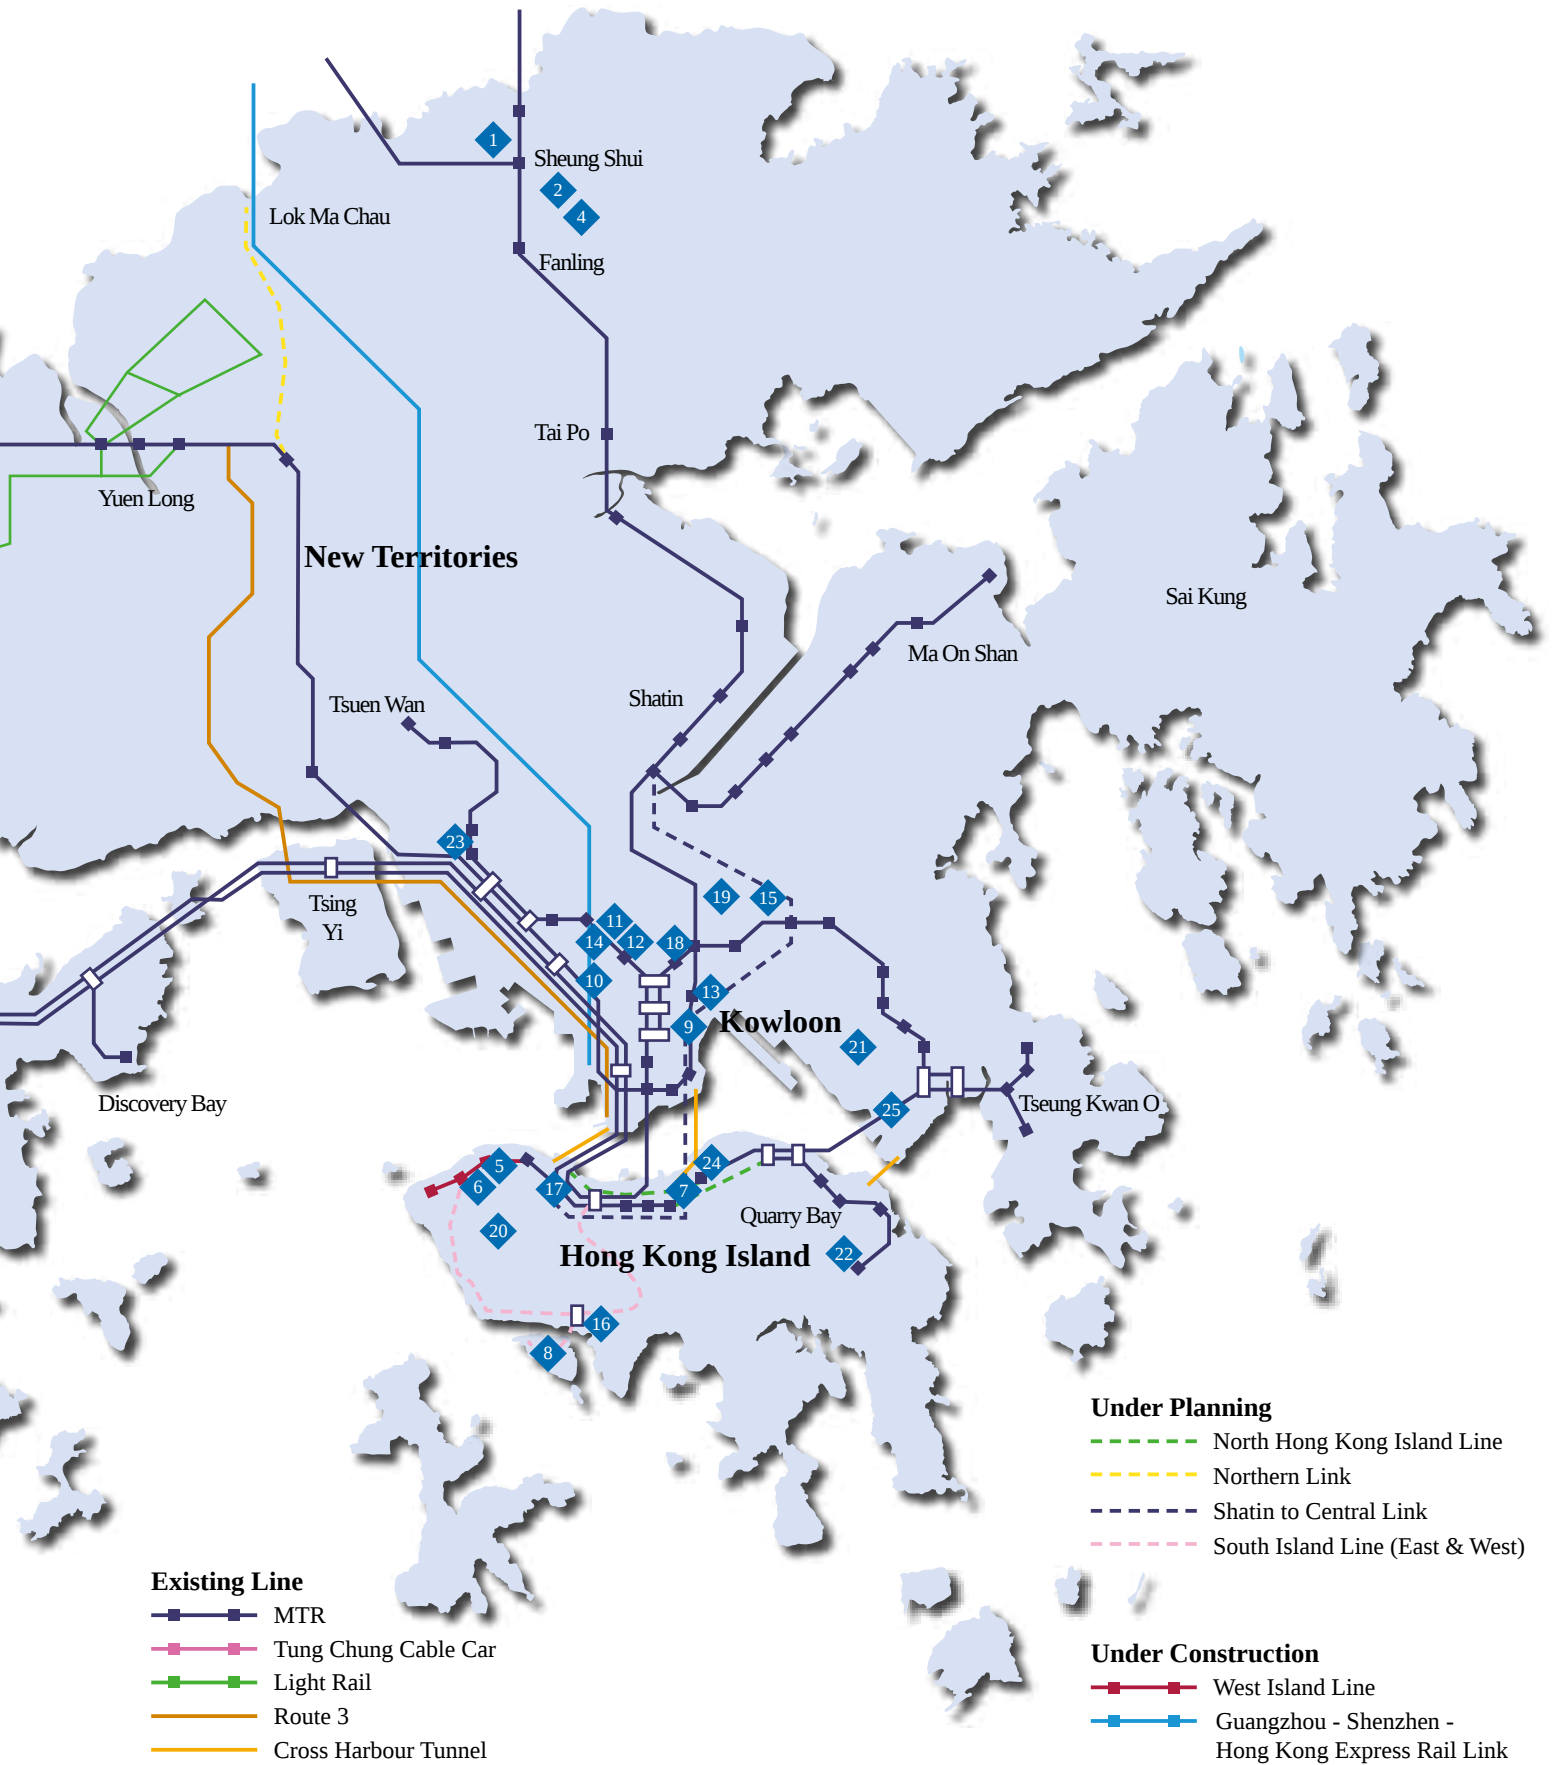 1
Sheung Shui
2
4
Lok Ma Chau
Fanling
Tai Po
Yuen Long
New Territories
Sai Kung
Ma On Shan
Shatin
Tsuen Wan
23
19
15
Tsing
Yi
11
14
12
18
10
13
9
Kowloon
21
Discovery Bay
Tseung Kwan O
25
5
24
6
17
7
Quarry Bay
20
Hong Kong Island
22
16
8
Under Planning
North Hong Kong Island Line
Northern Link
Shatin to Central Link
South Island Line (East & West)
Existing Line
MTR
Tung Chung Cable Car
Light Rail
Route 3
Cross Harbour Tunnel
Under Construction
West Island Line
Guangzhou - Shenzhen -
Hong Kong Express Rail Link